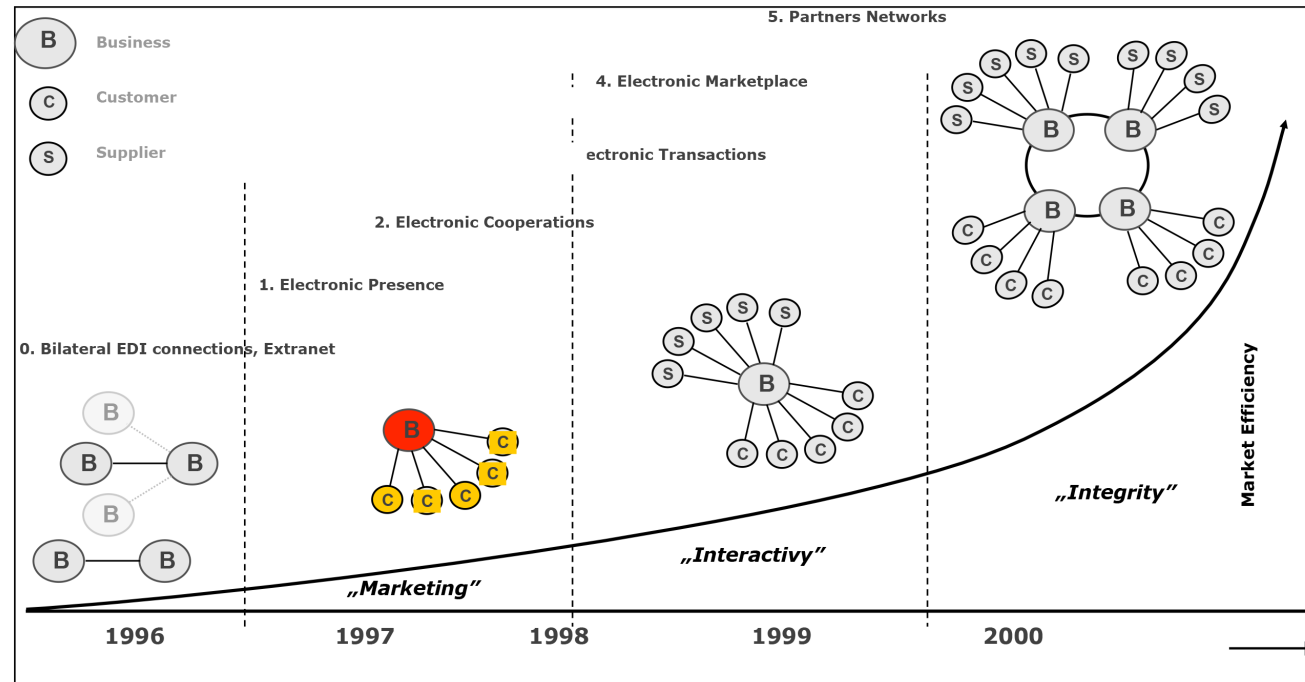 5. Partners Networks
B Business
C Customer
S Supplier
4. Electronic Marketplace
ectronic Transactions
2. Electronic Cooperations
1. Electronic Presence
0. Bilateral EDI connections, Extranet
B
B
B
B
B
B
B
C
C
C
C
C
S
S
S
S
S
B
C
C
C
C
C
S
S
S
S
S
S
S
S
S
S
B
B
B
B
C
C
C
C
C
C
C
C
Market Efficiency
„Marketing”
„Interactivy”
„Integrity”
1996
1997
1998
1999
2000